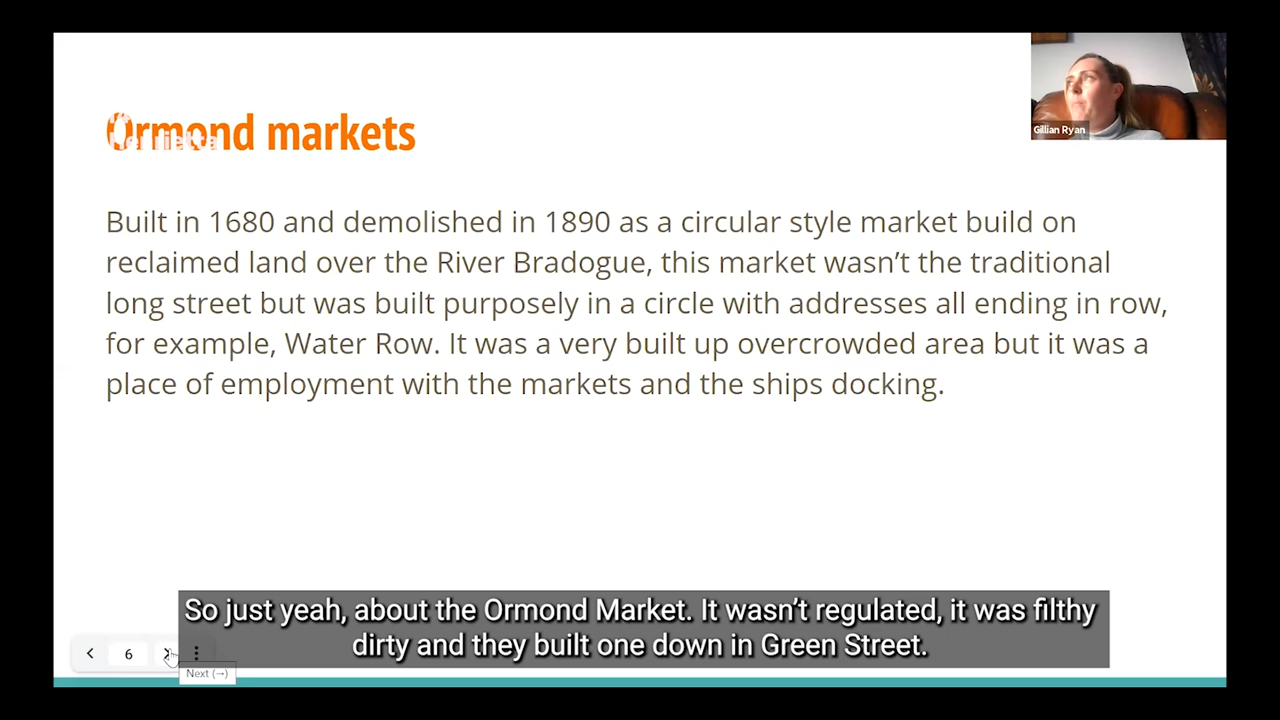 Ormond markets
Henrietta
Gillian Ryan
Built in 1680 and demolished in 1890 as a circular style market build on
reclaimed land over the River Bradogue, this market wasn't the traditional
long street but was built purposely in a circle with addresses all ending in row,
for example, Water Row. It was a very built up overcrowded area but it was a
place of employment with the markets and the ships docking.
So just yeah, about the Ormond Market. It wasn't regulated, it was filthy
dirty and they built one down in Green Street.
6
Next (→)